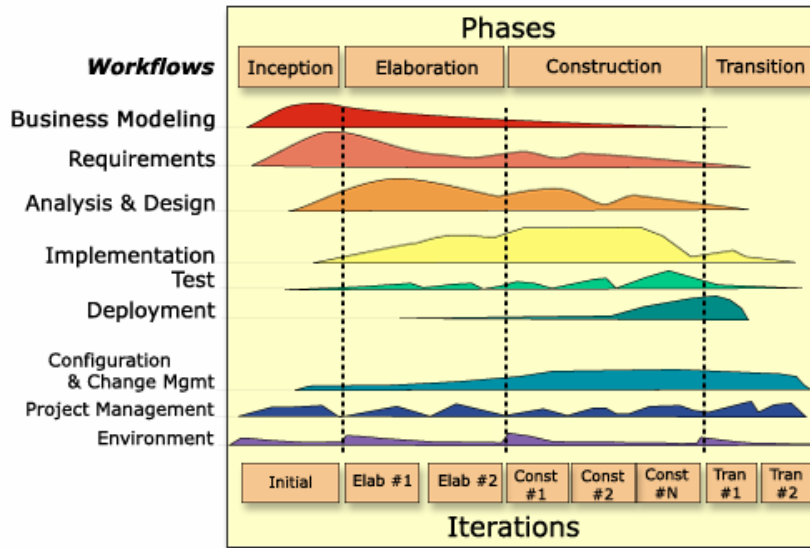 Phases
Workflows
Inception
Elaboration
Construction
Transition
Business Modeling
Requirements
Analysis & Design
Implementation
Test
Deployment
Configuration
& Change Mgmt
Project Management
Environment
Initial
Elab #1
Elab #2
Const
#1
Const
#2
Const
#N
Tran
#1
Tran
#2
Iterations